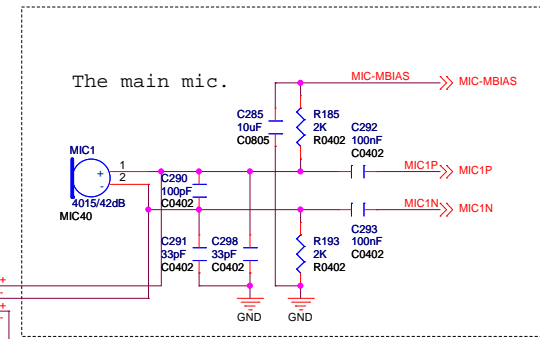 The main mic.
MIC-MBIAS
MIC-MBIAS
C285
10uF
C0805
R185
2K
R0402
C292
100nF
C0402
MIC1
1
2
+
-
4015/42dB
MIC40
C290
100pF
C0402
MIC1P
MIC1P
MIC1N
MIC1N
C291
33pF
C0402
C298
33pF
C0402
R193
2K
R0402
C293
100nF
C0402
+
-
+
-
GND
GND